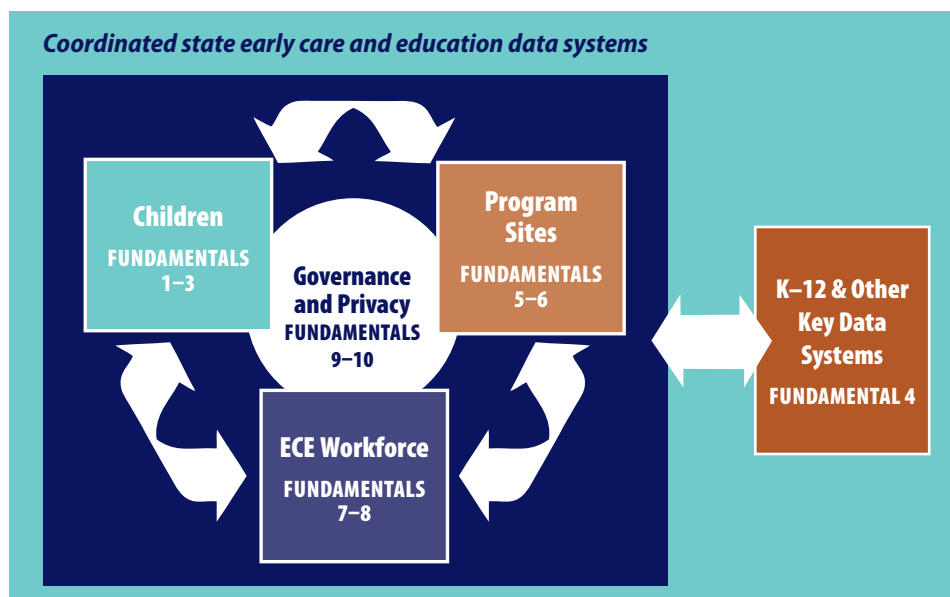 Coordinated state early care and education data systems
Children
FUNDAMENTALS
1–3
Program
Sites
FUNDAMENTALS
5–6
Governance
and Privacy
FUNDAMENTALS
9–10
ECE Workforce
FUNDAMENTALS
7–8
K–12 & Other
Key Data
Systems
FUNDAMENTAL 4